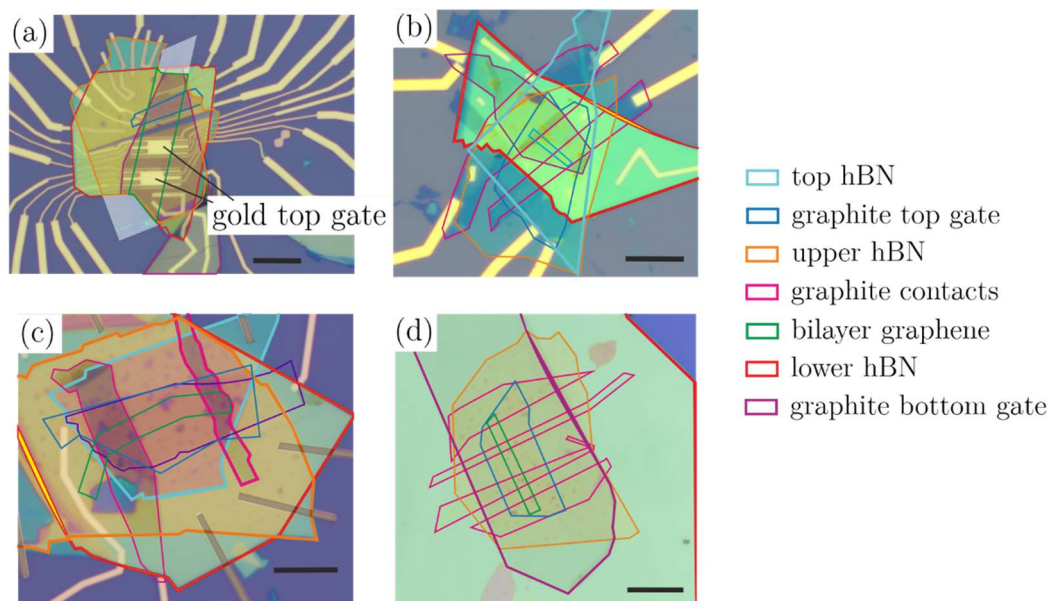 (a)
gold top gate
(b)
(c)
(d)
top hBN
graphite top gate
upper hBN
graphite contacts
bilayer graphene
lower hBN
graphite bottom gate